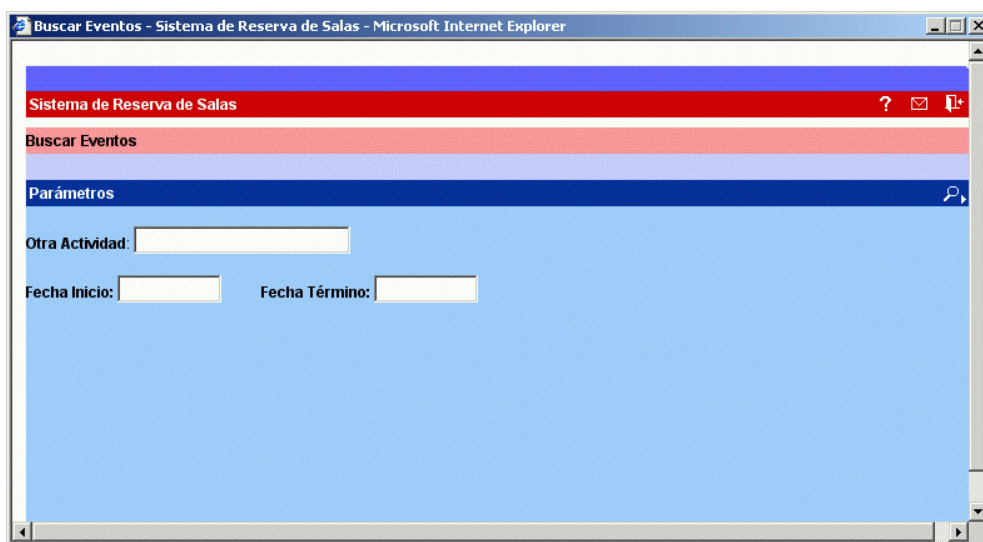 Buscar Eventos - Sistema de Reserva de Salas - Microsoft Internet Explorer
Sistema de Reserva de Salas ?
Buscar Eventos
Parámetros
Otra Actividad:
Fecha Inicio: Fecha Término: